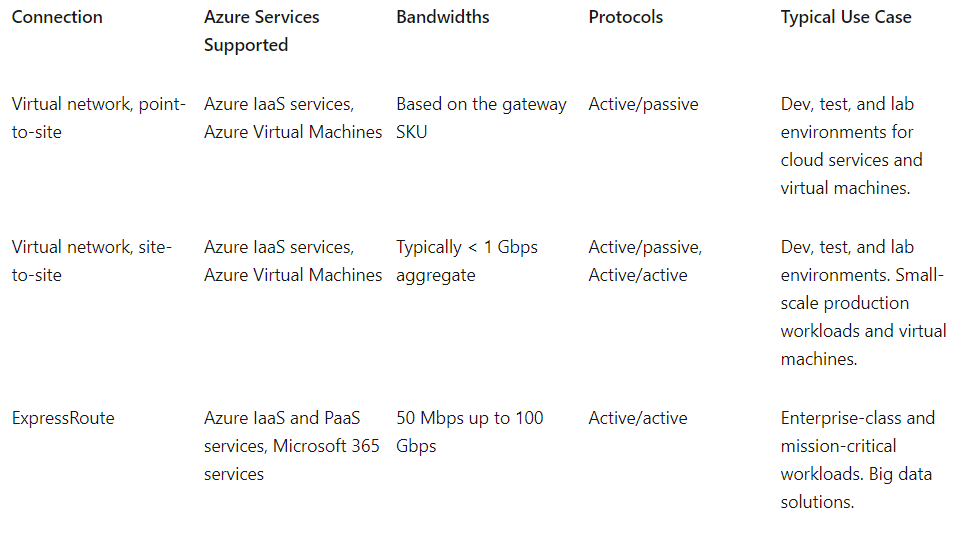 Connection
Azure Services
Supported
Bandwidths
Protocols
Typical Use Case
Virtual network, point-
to-site
Azure IaaS services,
Azure Virtual Machines
Based on the gateway
SKU
Active/passive
Dev, test, and lab
environments for
cloud services and
virtual machines.
Virtual network, site-
to-site
Azure IaaS services,
Azure Virtual Machines
Typically < 1 Gbps
aggregate
Active/passive,
Active/active
Dev, test, and lab
environments. Small-
scale production
workloads and virtual
machines.
ExpressRoute
Azure IaaS and PaaS
services, Microsoft 365
services
50 Mbps up to 100
Gbps
Active/active
Enterprise-class and
mission-critical
workloads. Big data
solutions.